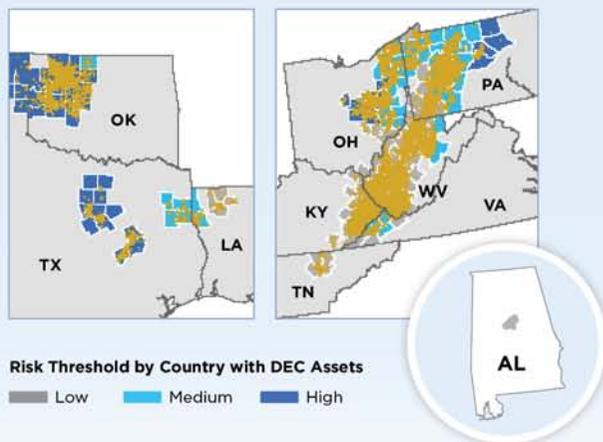 OK
TX
LA
PA
OH
WV
KY
VA
TN
AL
Risk Threshold by Country with DEC Assets
Low Medium High